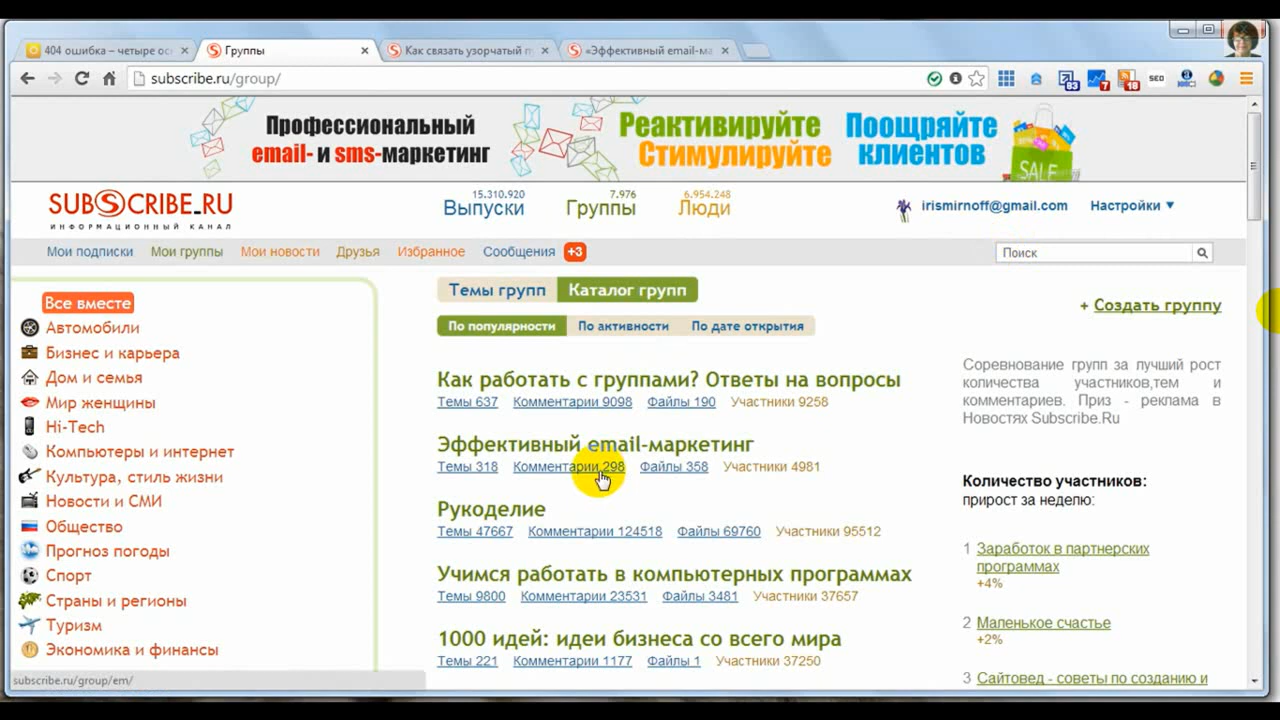 404 ошибка – четыре ос
Группы
Как связать узорчатый п
«Эффективный email-ма
subscribe.ru/group/
63
7
18
SEO
Профессиональный
email- и sms-маркетинг
Реактивируйте
Стимулируйте
Поощряйте
клиентов
SALE
SUBSCRIBE.RU
ИНФОРМАЦИОННЫЙ КАНАЛ
15.310.920
Выпуски
7.976
Группы
6.954.248
Люди
irismirnoff@gmail.com
Настройки
Мои подписки Мои группы Мои новости Друзья Избранное Сообщения +3
Поиск
Все вместе
Автомобили
Бизнес и карьера
Дом и семья
Мир женщины
Hi-Tech
Компьютеры и интернет
Культура, стиль жизни
Новости и СМИ
Общество
Прогноз погоды
Спорт
Страны и регионы
Туризм
Экономика и финансы
Темы групп Каталог групп
По популярности По активности По дате открытия
Как работать с группами? Ответы на вопросы
Темы 637 Комментарии 9098 Файлы 190 Участники 9258
Эффективный email-маркетинг
Темы 318 Комментарии 298 Файлы 358 Участники 4981
Рукоделие
Темы 47667 Комментарии 124518 Файлы 69760 Участники 95512
Учимся работать в компьютерных программах
Темы 9800 Комментарии 23531 Файлы 3481 Участники 37657
1000 идей: идеи бизнеса со всего мира
Темы 221 Комментарии 1177 Файлы 1 Участники 37250
+ Создать группу
Соревнование групп за лучший рост
количества участников,тем и
комментариев. Приз - реклама в
Новостях Subscribe.Ru
Количество участников:
прирост за неделю:
1 Заработок в партнерских
программах
+4%
2 Маленькое счастье
+2%
3 Сайтовед - советы по созданию и
subscribe.ru/group/em/